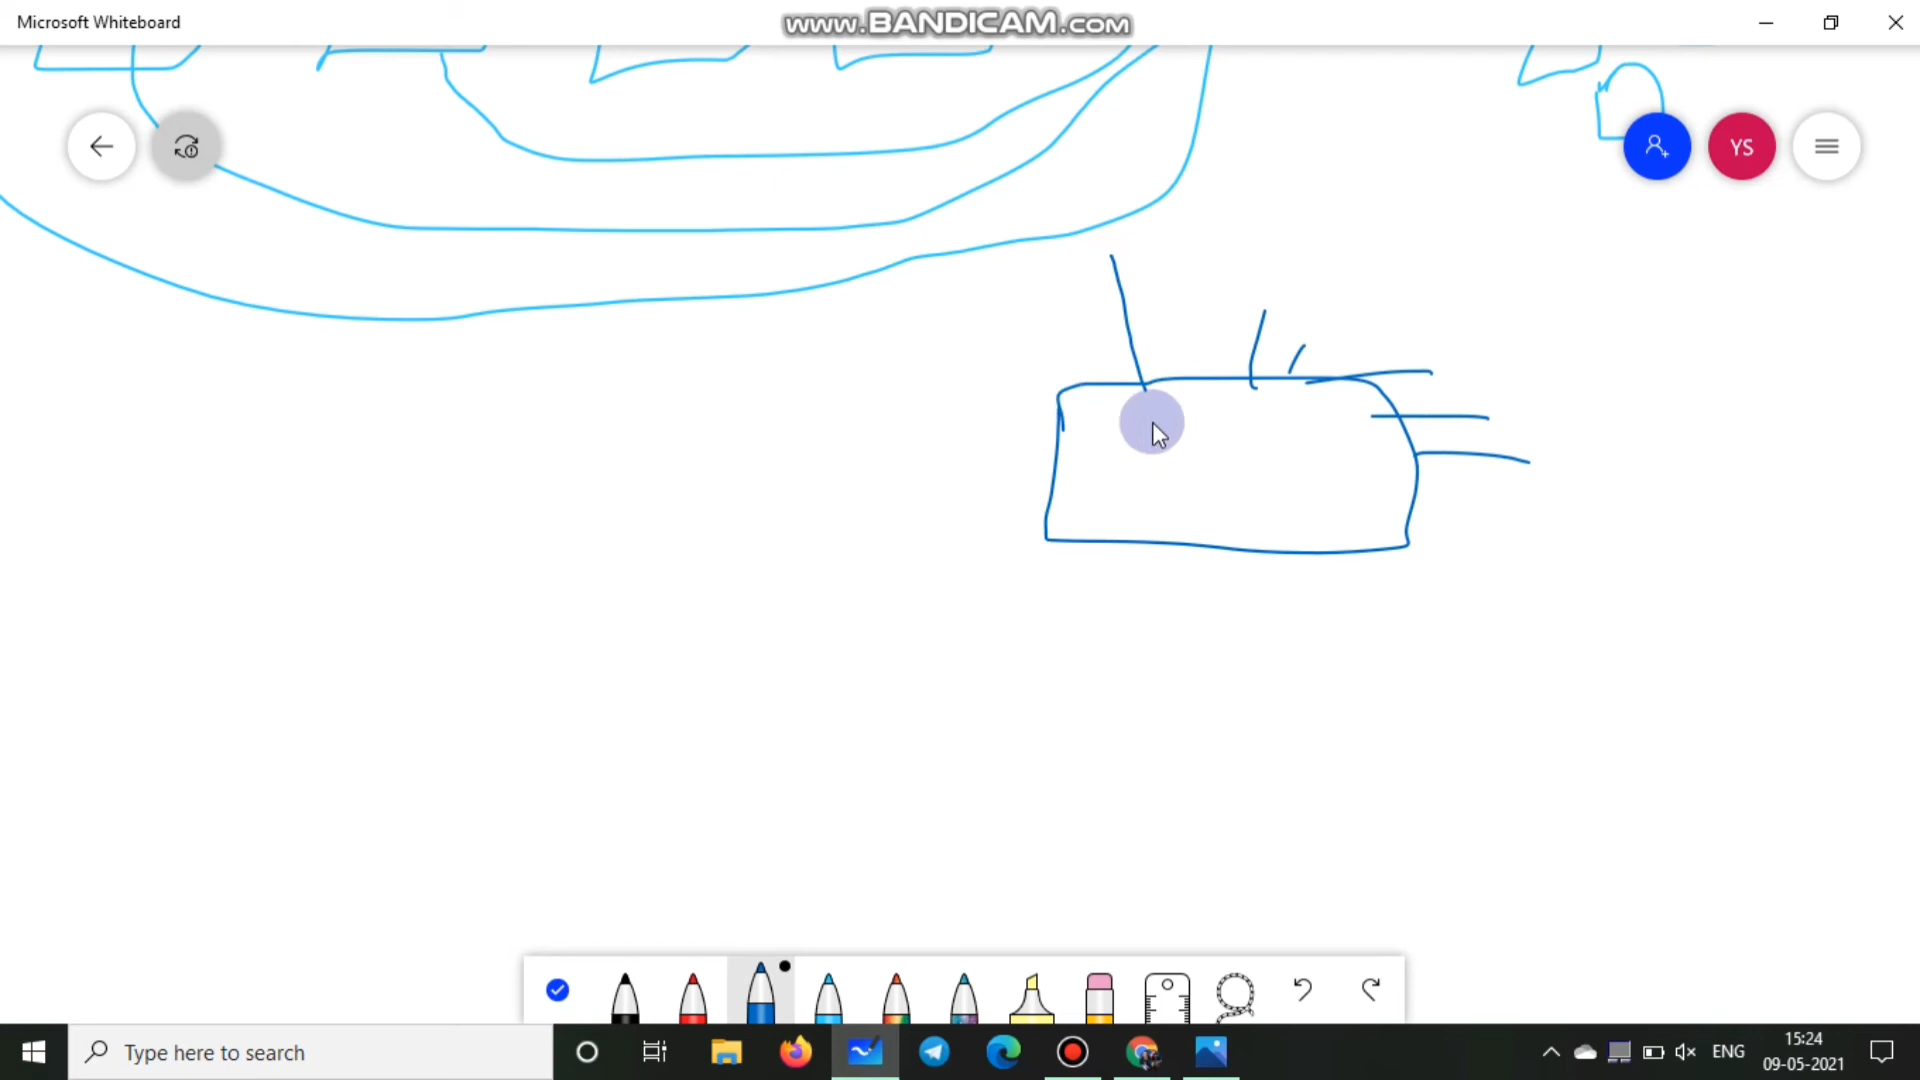 Microsoft Whiteboard
www.BANDICAM.com
YS
Type here to search
ENG
15:24
09-05-2021